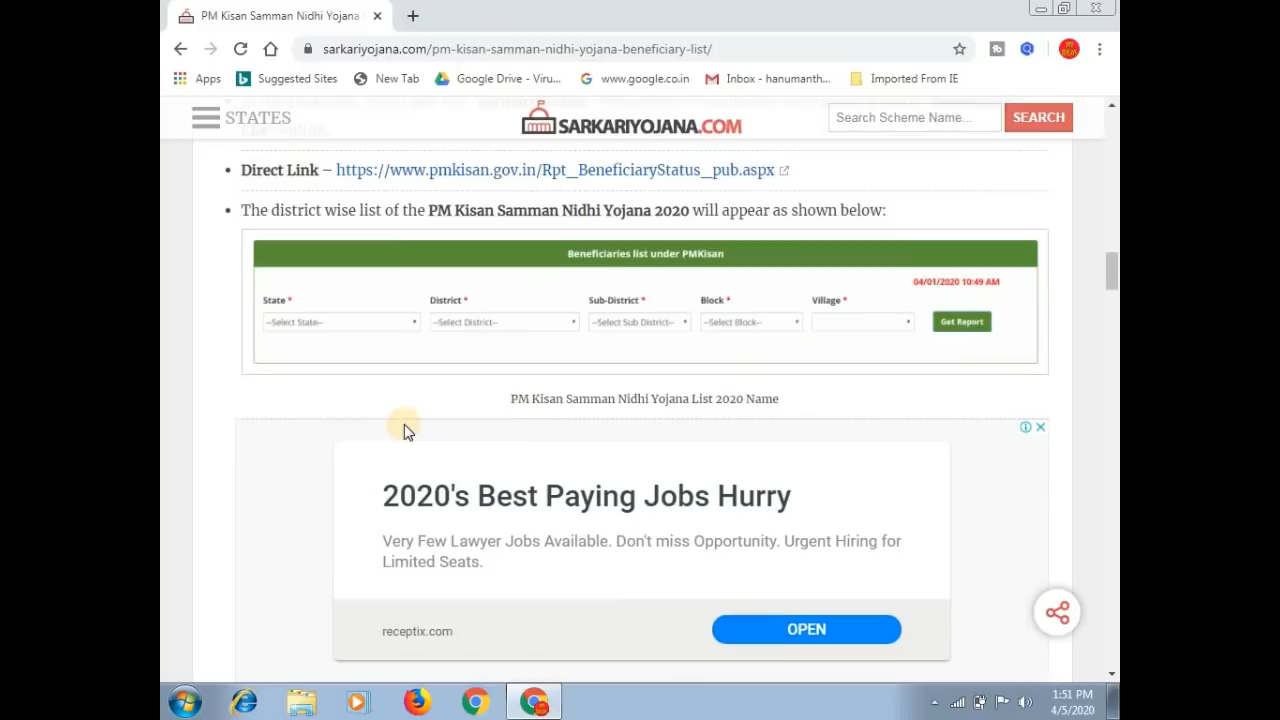 PM Kisan Samman Nidhi Yojana
sarkariyojana.com/pm-kisan-samman-nidhi-yojana-beneficiary-list/
Apps Suggested Sites New Tab Google Drive - Viru... www.google.co.in Inbox - hanumanth... Imported From IE
STATES SARKARIYOJANA.COM Search Scheme Name... SEARCH
• Direct Link – https://www.pmkisan.gov.in/Rpt_BeneficiaryStatus_pub.aspx
• The district wise list of the PM Kisan Samman Nidhi Yojana 2020 will appear as shown below:
Beneficiaries list under PMKisan
04/01/2020 10:49 AM
State * District * Sub-District * Block * Village *
--Select State-- --Select District-- --Select Sub District-- --Select Block-- Get Report
PM Kisan Samman Nidhi Yojana List 2020 Name
2020's Best Paying Jobs Hurry
Very Few Lawyer Jobs Available. Don't miss Opportunity. Urgent Hiring for
Limited Seats.
receptix.com OPEN
1:51 PM
4/5/2020